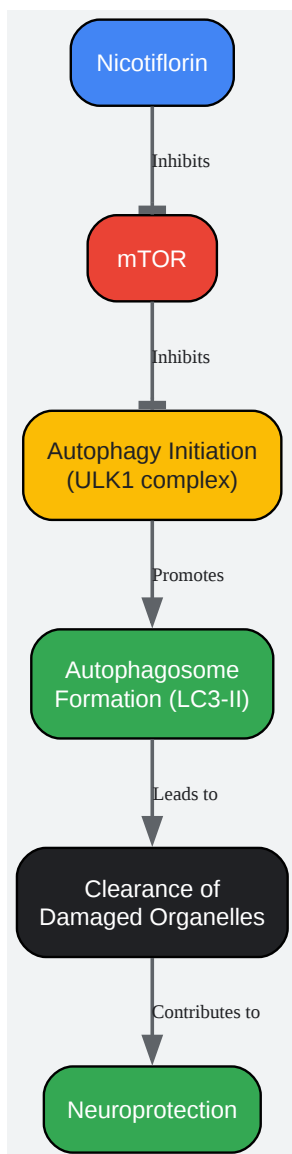 Nicotiflorin
Inhibits
mTOR
Inhibits
Autophagy Initiation
(ULK1 complex)
Promotes
Autophagosome
Formation (LC3-II)
Leads to
Clearance of
Damaged Organelles
Contributes to
Neuroprotection